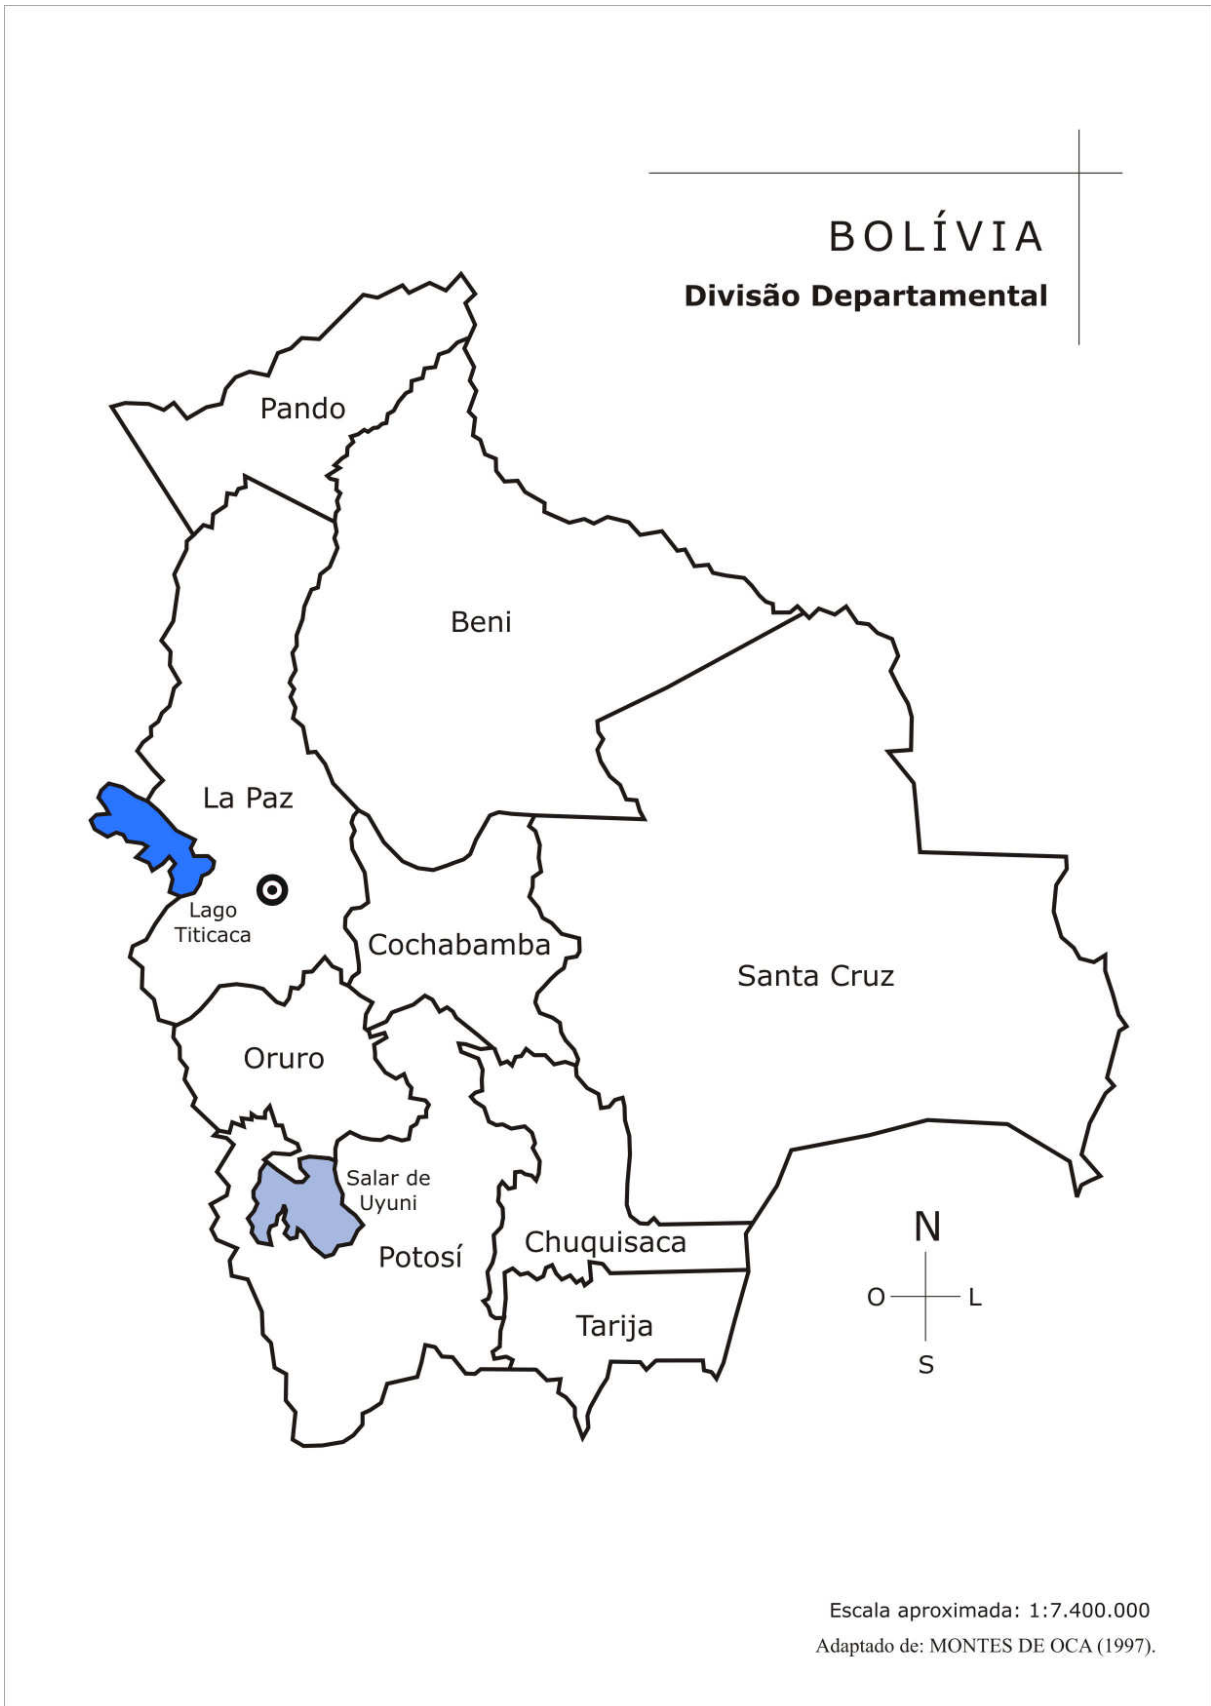 BOLÍVIA
Divisão Departamental
Pando
Beni
La Paz
Lago
Titicaca
Cochabamba
Santa Cruz
Oruro
Salar de
Uyuni
Potosí
Chuquisaca
Tarija
N
O L
S
Escala aproximada: 1:7.400.000
Adaptado de: MONTES DE OCA (1997).